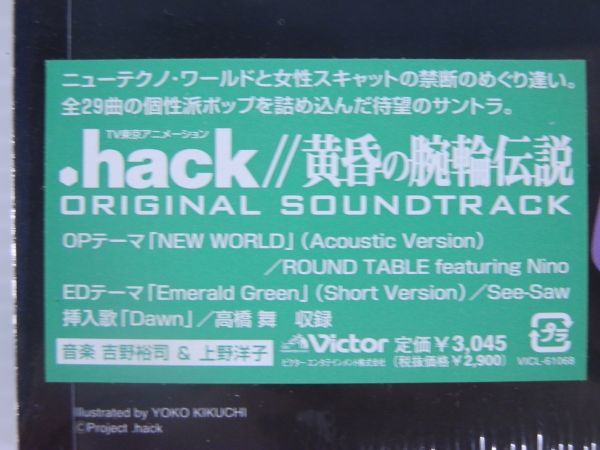 ニューテクノ・ワールドと女性スキャットの禁断のめぐり逢い。
全29曲の個性派ポップを詰め込んだ待望のサントラ。
TV東京アニメーション
.hack//黄昏の腕輪伝説
ORIGINAL SOUNDTRACK
OPテーマ「NEW WORLD」(Acoustic Version)
/ROUND TABLE featuring Nino
EDテーマ「Emerald Green」(Short Version)/See-Saw
挿入歌「Dawn」/高橋 舞 収録
音楽 吉野裕司 & 上野洋子
Victor
ビクターエンタテインメント株式会社
定価￥3,045
(税抜価格￥2,900)
プラ
VICL-61068
Illustrated by YOKO KIKUCHI
©Project .hack